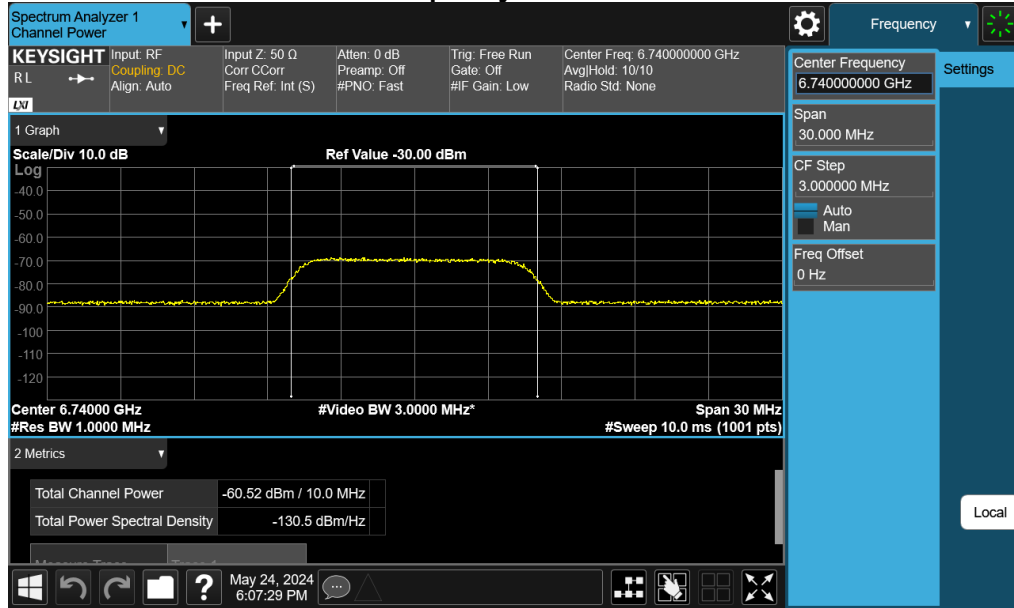 Spectrum Analyzer 1
Channel Power
+
Frequency
KEYSIGHT
RL
LXI
Input: RF
Coupling: DC
Align: Auto
Input Z: 50 Ω
Corr CCorr
Freq Ref: Int (S)
Atten: 0 dB
Preamp: Off
#PNO: Fast
Trig: Free Run
Gate: Off
#IF Gain: Low
Center Freq: 6.740000000 GHz
Avg|Hold: 10/10
Radio Std: None
Center Frequency
6.740000000 GHz
Settings
Span
30.000 MHz
CF Step
3.000000 MHz
Auto
Man
Freq Offset
0 Hz
Local
1 Graph
Scale/Div 10.0 dB
Ref Value -30.00 dBm
Log
-40.0
-50.0
-60.0
-70.0
-80.0
-90.0
-100
-110
-120
Center 6.74000 GHz
#Video BW 3.0000 MHz*
Span 30 MHz
#Res BW 1.0000 MHz
#Sweep 10.0 ms (1001 pts)
2 Metrics
Total Channel Power -60.52 dBm / 10.0 MHz
Total Power Spectral Density -130.5 dBm/Hz
?
May 24, 2024
6:07:29 PM